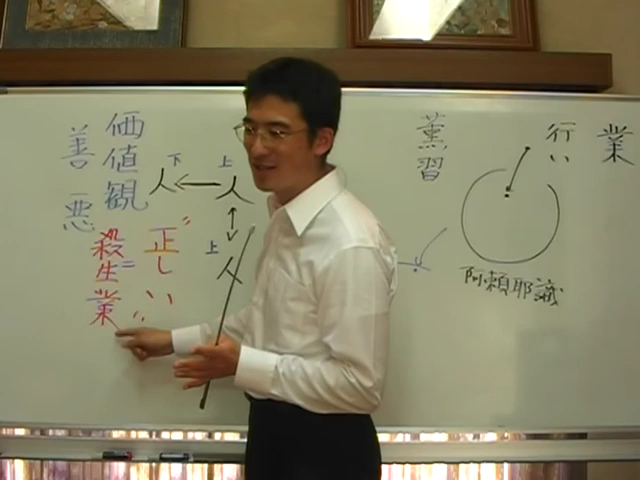 業
行い
薫習
阿頼耶識
上
人
下
人
上
人
価値観
善 悪
"正しい"
=
殺生業